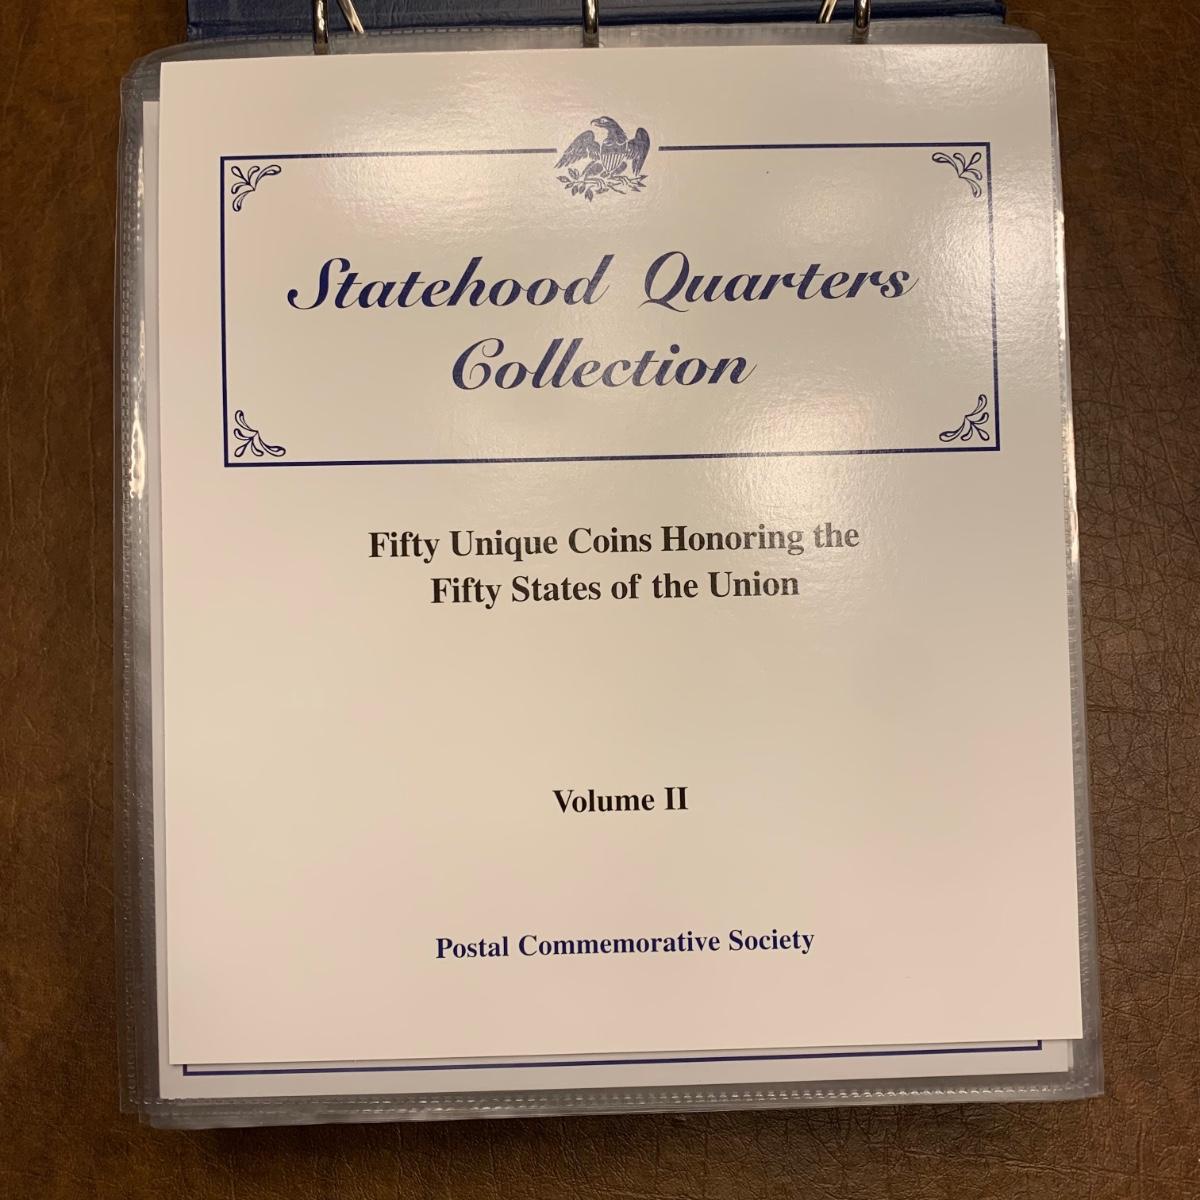 Statehood Quarters
Collection
Fifty Unique Coins Honoring the
Fifty States of the Union
Volume II
Postal Commemorative Society